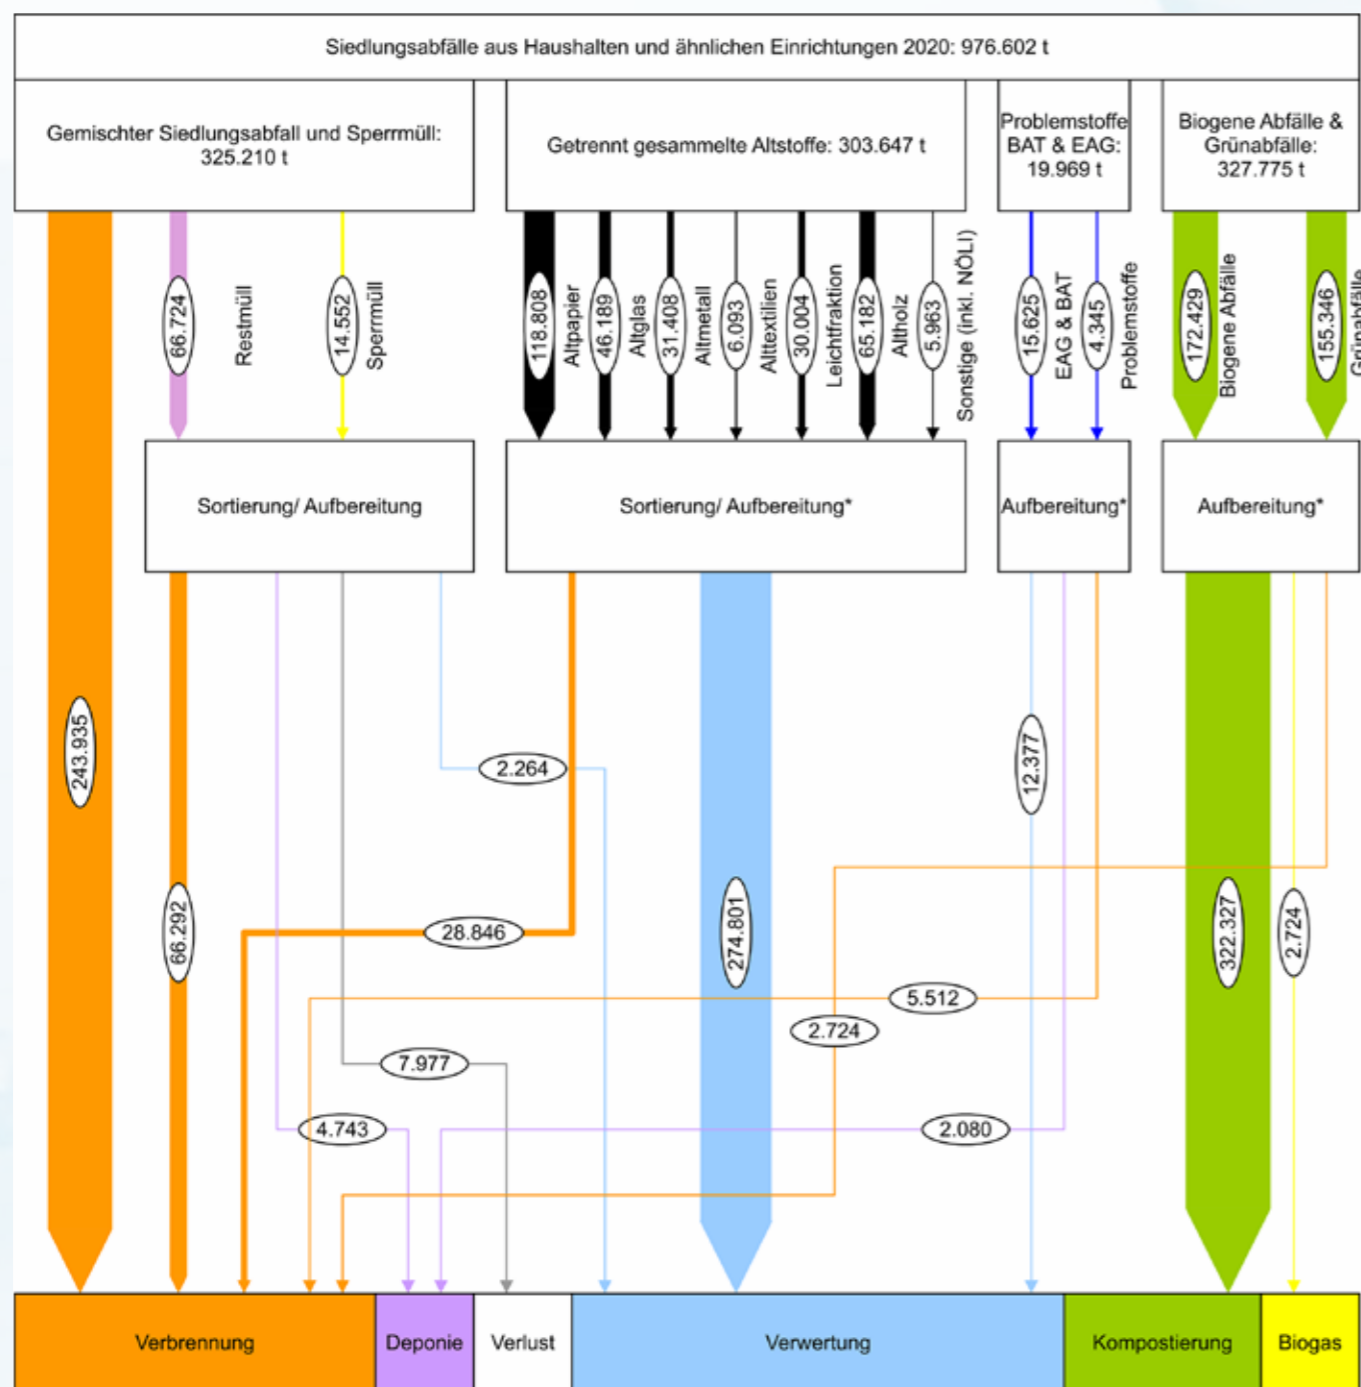 Siedlungsabfälle aus Haushalten und ähnlichen Einrichtungen 2020: 976.602 t
Gemischter Siedlungsabfall und Sperrmüll:
325.210 t
Getrennt gesammelte Altstoffe: 303.647 t
Problemstoffe
BAT & EAG:
19.969 t
Biogene Abfälle &
Grünabfälle:
327.775 t
66.724
Restmüll
14.552
Sperrmüll
118.808
Altpapier
46.189
Altglas
31.408
Altmetall
6.093
Alttextilien
30.004
Leichtfraktion
65.182
Altholz
5.963
Sonstige (inkl. NÖLI)
15.625
EAG & BAT
4.345
Problemstoffe
172.429
Biogene Abfälle
155.346
Grünabfälle
Sortierung/ Aufbereitung
Sortierung/ Aufbereitung*
Aufbereitung*
Aufbereitung*
243.935
2.264
12.377
66.292
28.846
274.801
322.327
2.724
5.512
2.724
7.977
4.743
2.080
Verbrennung
Deponie
Verlust
Verwertung
Kompostierung
Biogas